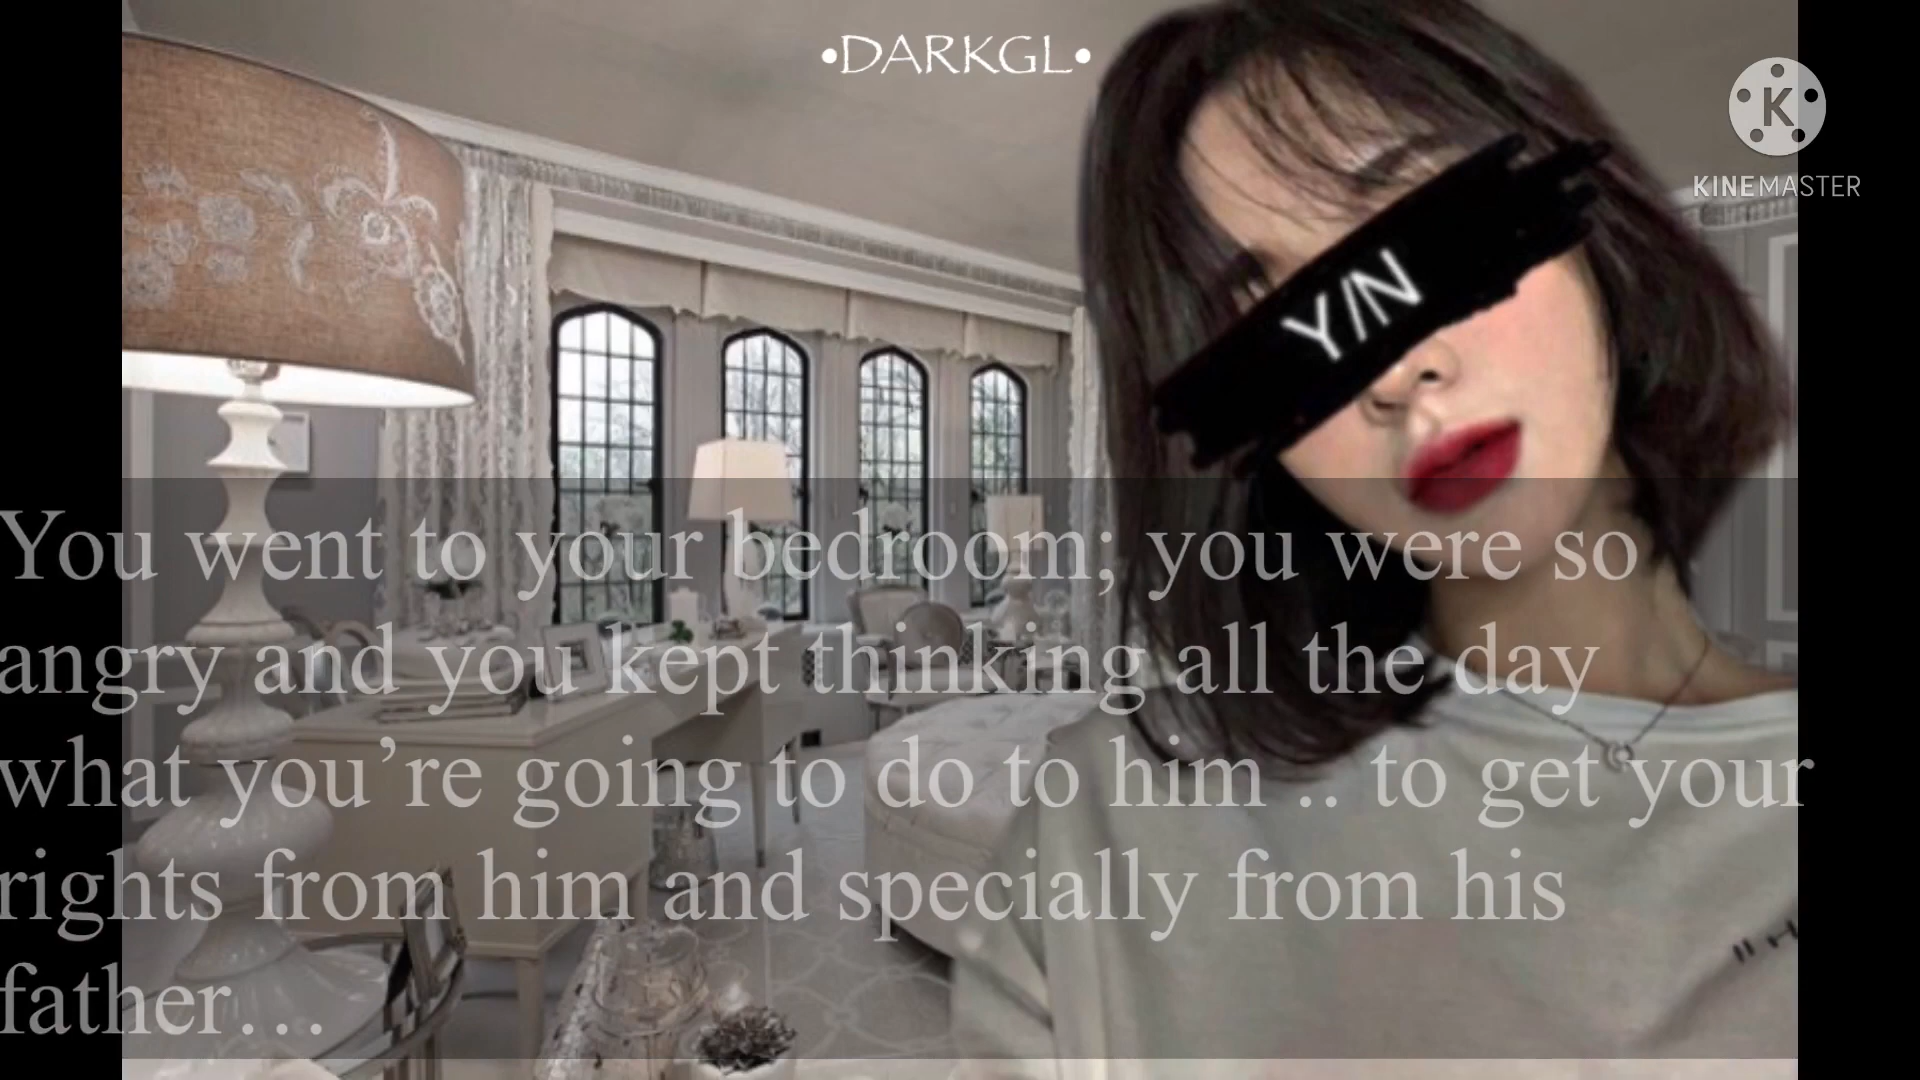 •DARKGL•
KINEMASTER
Y/N
You went to your bedroom; you were so
angry and you kept thinking all the day
what you’re going to do to him .. to get your
rights from him and specially from his
father…